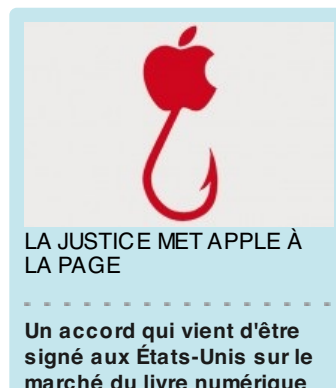 LA JUSTICE MET APPLE À
LA PAGE
Un accord qui vient d'être
signé aux États-Unis sur le
marché du livre numérique